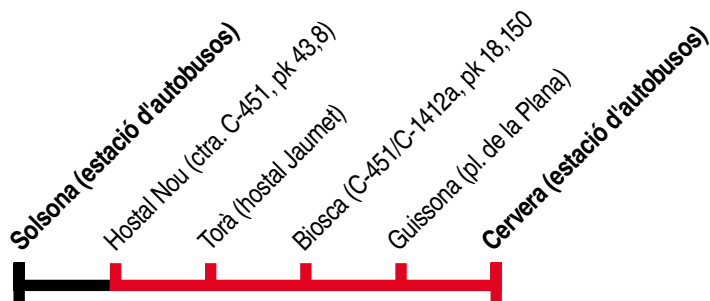 Solsona (estació d'autobusos)
Hostal Nou (ctra. C-451, pk 43,8)
Torà (hostal Jaumet)
Biosca (C-451/C-1412a, pk 18,150
Guissona (pl. de la Plana)
Cervera (estació d'autobusos)